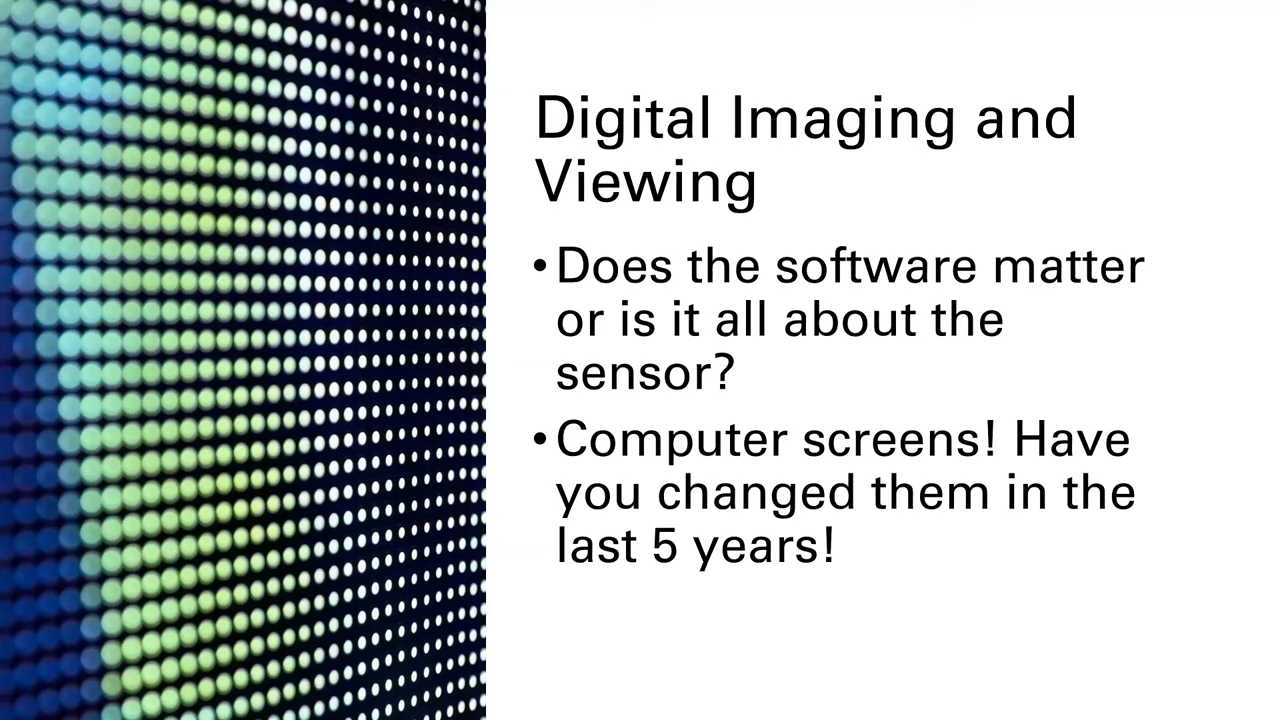 Digital Imaging and
Viewing
• Does the software matter
or is it all about the
sensor?
• Computer screens! Have
you changed them in the
last 5 years!